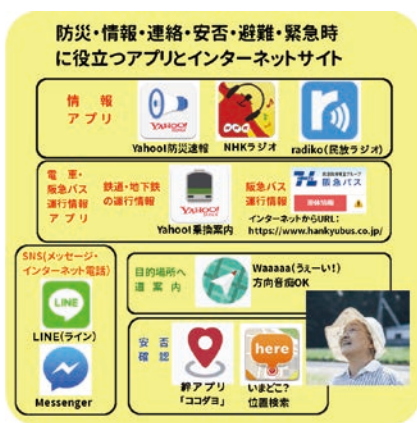 防災・情報・連絡・安否・避難・緊急時
に役立つアプリとインターネットサイト
情報
アプリ
YAHOO!
JAPAN
Yahoo!防災速報
NHK
NHKラジオ
radiko(民放ラジオ)
電車・
阪急バス
運行情報
アプリ
鉄道・地下鉄
の運行情報
YAHOO!
JAPAN
Yahoo!乗換案内
阪急バス
運行情報
阪急バス
インターネットからURL:
https://www.hankyubus.co.jp/
SNS(メッセージ・
インターネット電話)
LINE
LINE(ライン)
Messenger
目的場所へ
道案内
Waaaaa(うぇーい!)
方向音痴OK
安否
確認
絆アプリ
「ココダヨ」
here
いまどこ?
位置検索